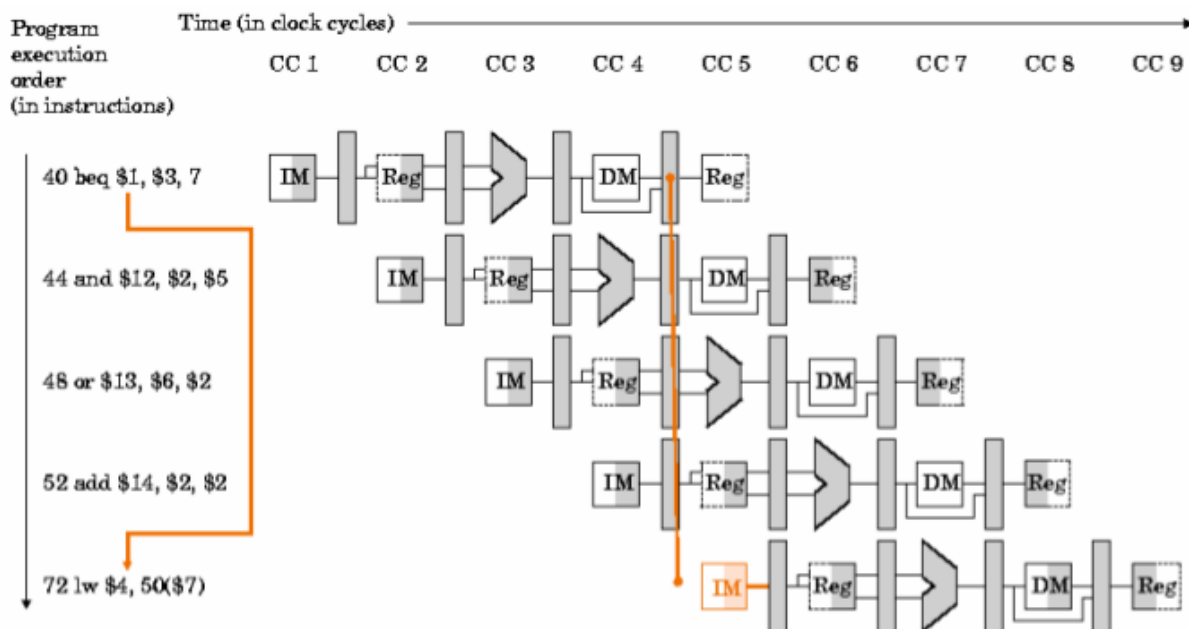 Time (in clock cycles)
Program
execution
order
(in instructions)
CC 1 CC 2 CC 3 CC 4 CC 5 CC 6 CC 7 CC 8 CC 9
40 beq $1, $3, 7 IM Reg DM Reg
44 and $12, $2, $5 IM Reg DM Reg
48 or $13, $6, $2 IM Reg DM Reg
52 add $14, $2, $2 IM Reg DM Reg
72 lw $4, 50($7) IM Reg DM Reg